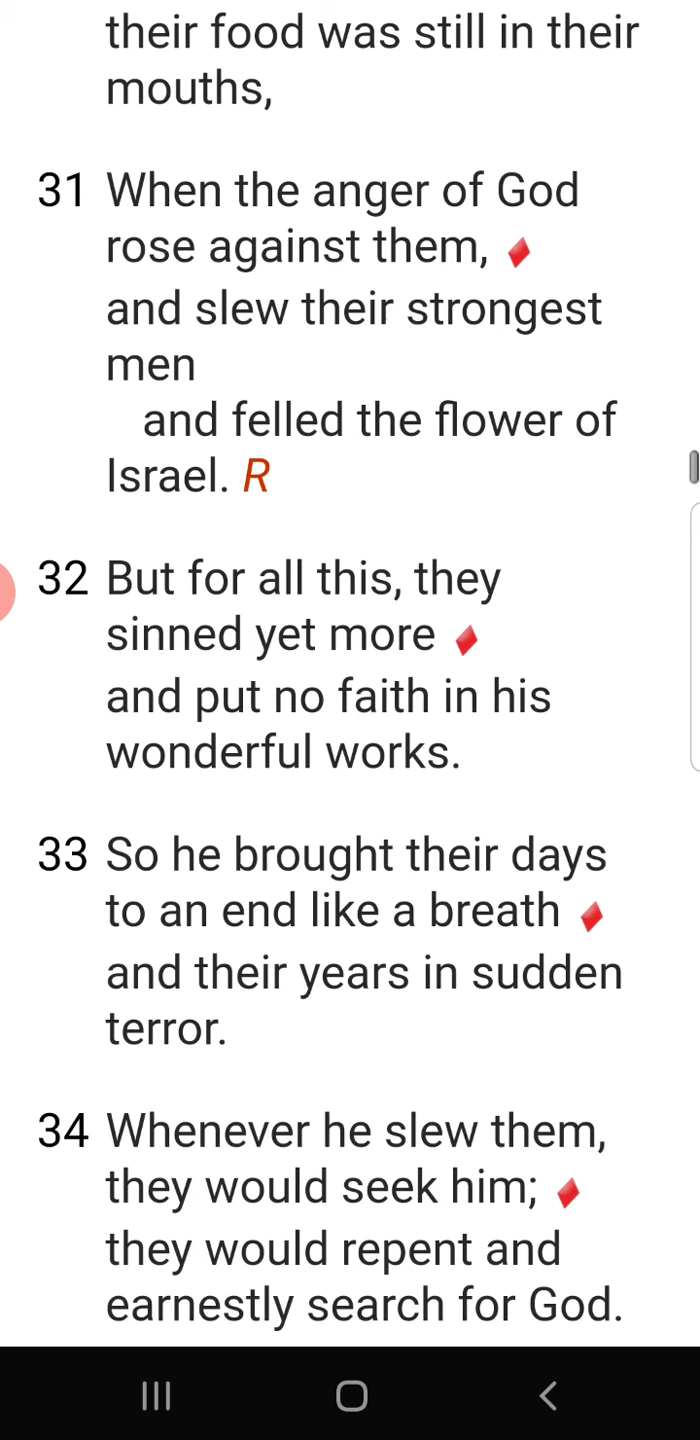 their food was still in their
mouths,
31 When the anger of God
rose against them, ♦
and slew their strongest
men
and felled the flower of
Israel. R
32 But for all this, they
sinned yet more ♦
and put no faith in his
wonderful works.
33 So he brought their days
to an end like a breath ♦
and their years in sudden
terror.
34 Whenever he slew them,
they would seek him; ♦
they would repent and
earnestly search for God.